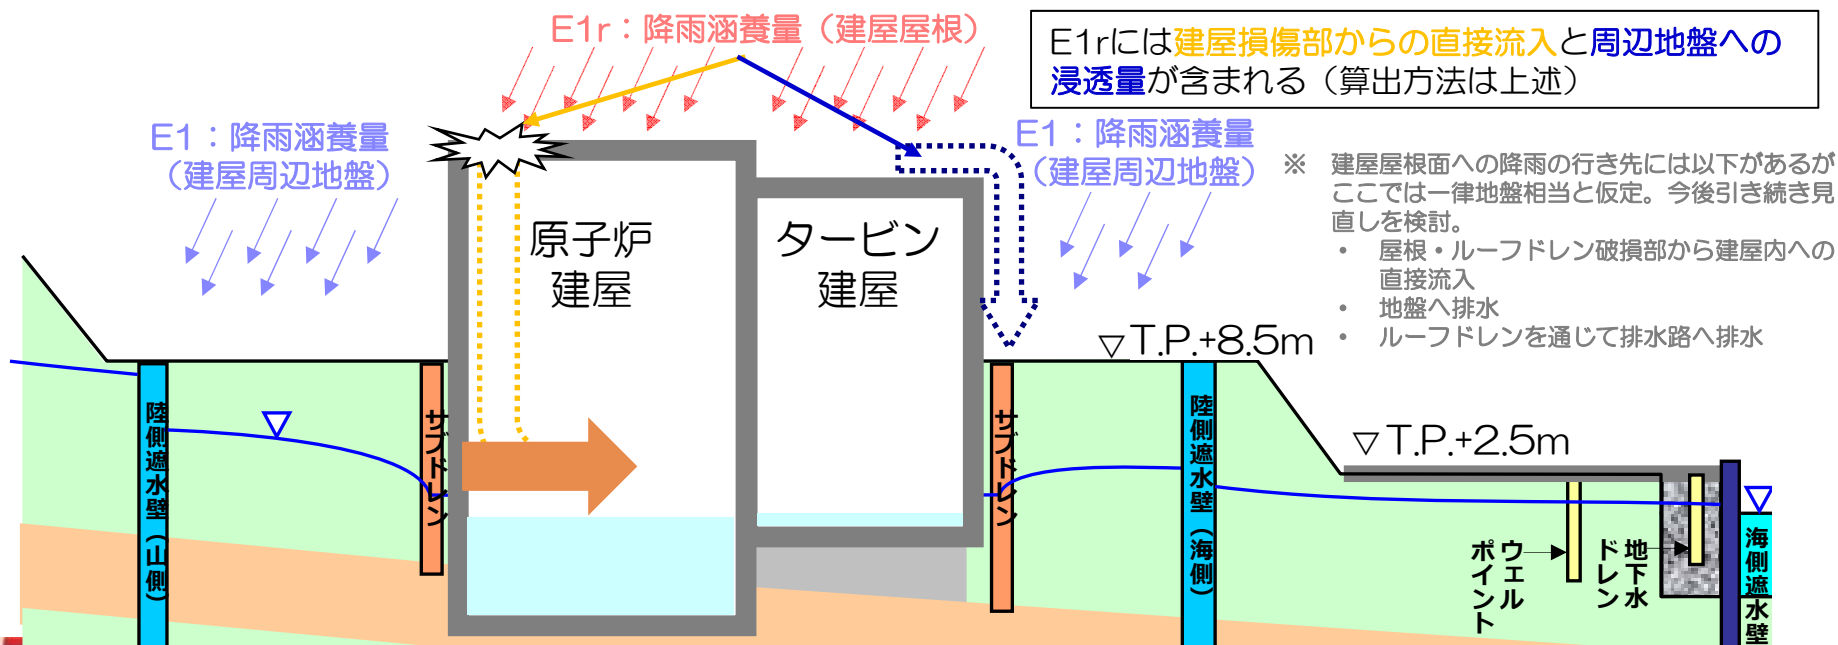 E1r：降雨涵養量（建屋屋根）
E1rには建屋損傷部からの直接流入と周辺地盤への
浸透量が含まれる（算出方法は上述）
E1：降雨涵養量
（建屋周辺地盤）
E1：降雨涵養量
（建屋周辺地盤）
※　建屋屋根面への降雨の行き先には以下があるが
ここでは一律地盤相当と仮定。今後引き続き見
直しを検討。
・　屋根・ルーフドレン破損部から建屋内への
直接流入
・　地盤へ排水
・　ルーフドレンを通じて排水路へ排水
原子炉
建屋
タービン
建屋
▽T.P.+8.5m
▽T.P.+2.5m
陸側遮水壁（山側）
サブドレン
サブドレン
陸側遮水壁（海側）
ウェル
ポイント
地下水
ドレン
海側遮水壁